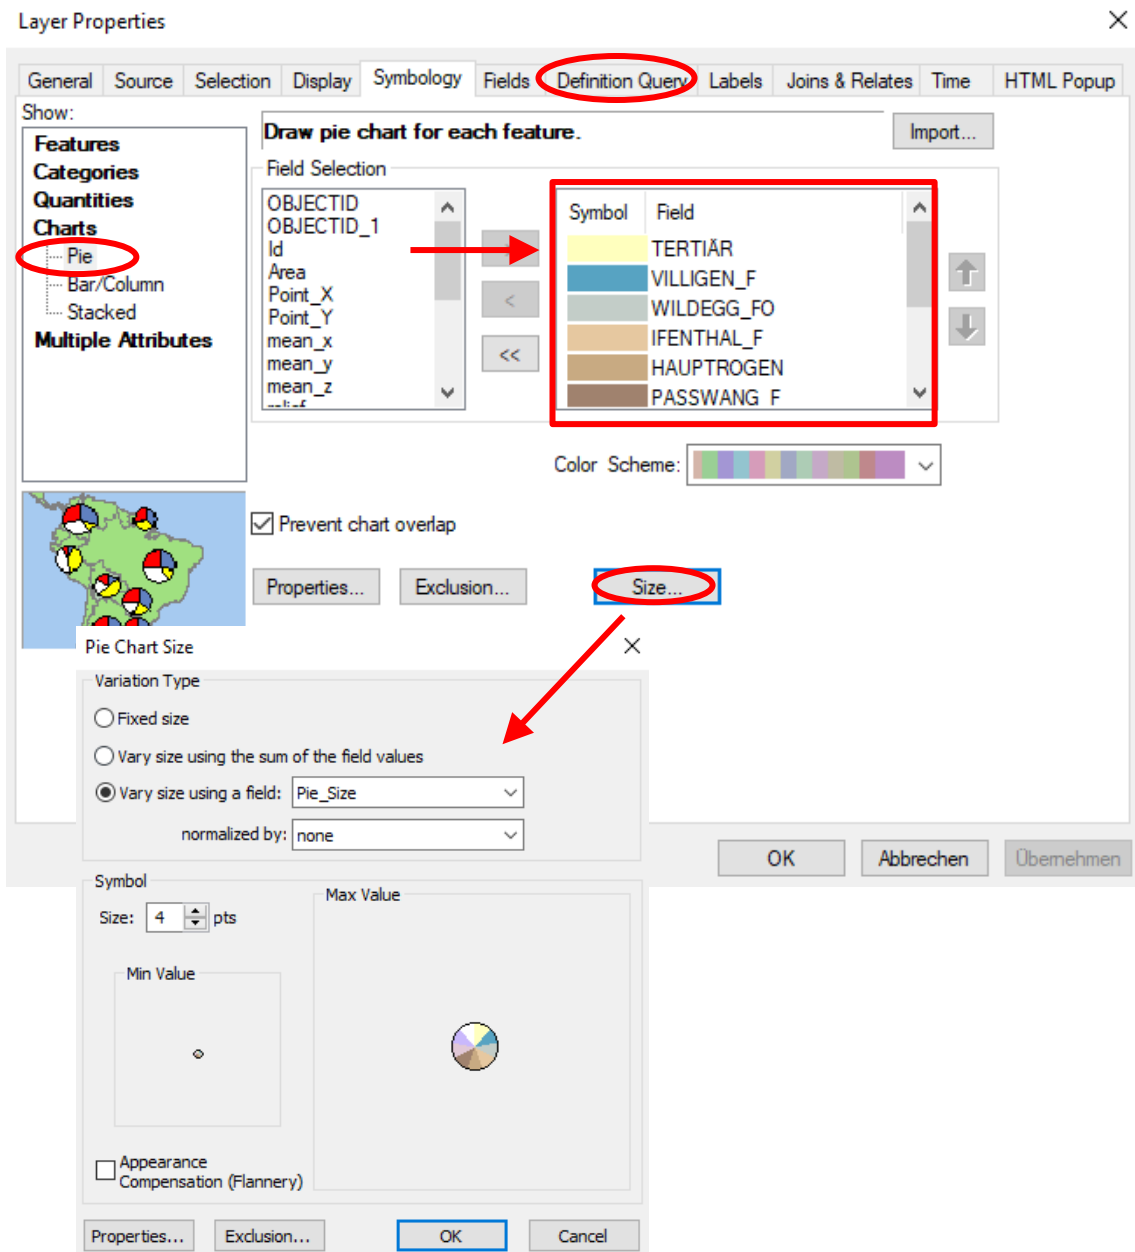 Layer Properties
General Source Selection Display Symbology Fields Definition Query Labels Joins & Relates Time HTML Popup
Show:
Features
Categories
Quantities
Charts
Pie
Bar/Column
Stacked
Multiple Attributes
Draw pie chart for each feature.
Import...
Field Selection
OBJECTID
OBJECTID_1
Id
Area
Point_X
Point_Y
mean_x
mean_y
mean_z
<
<<
Symbol Field
TERTIÄR
VILLIGEN_F
WILDEGG_FO
IFENTHAL_F
HAUPTROGEN
PASSWANG_F
Color Scheme:
Prevent chart overlap
Properties... Exclusion... Size...
Pie Chart Size
Variation Type
Fixed size
Vary size using the sum of the field values
Vary size using a field: Pie_Size
normalized by: none
OK Abbrechen Übernehmen
Symbol
Size: 4 pts
Max Value
Min Value
Appearance
Compensation (Flannery)
Properties... Exclusion... OK Cancel